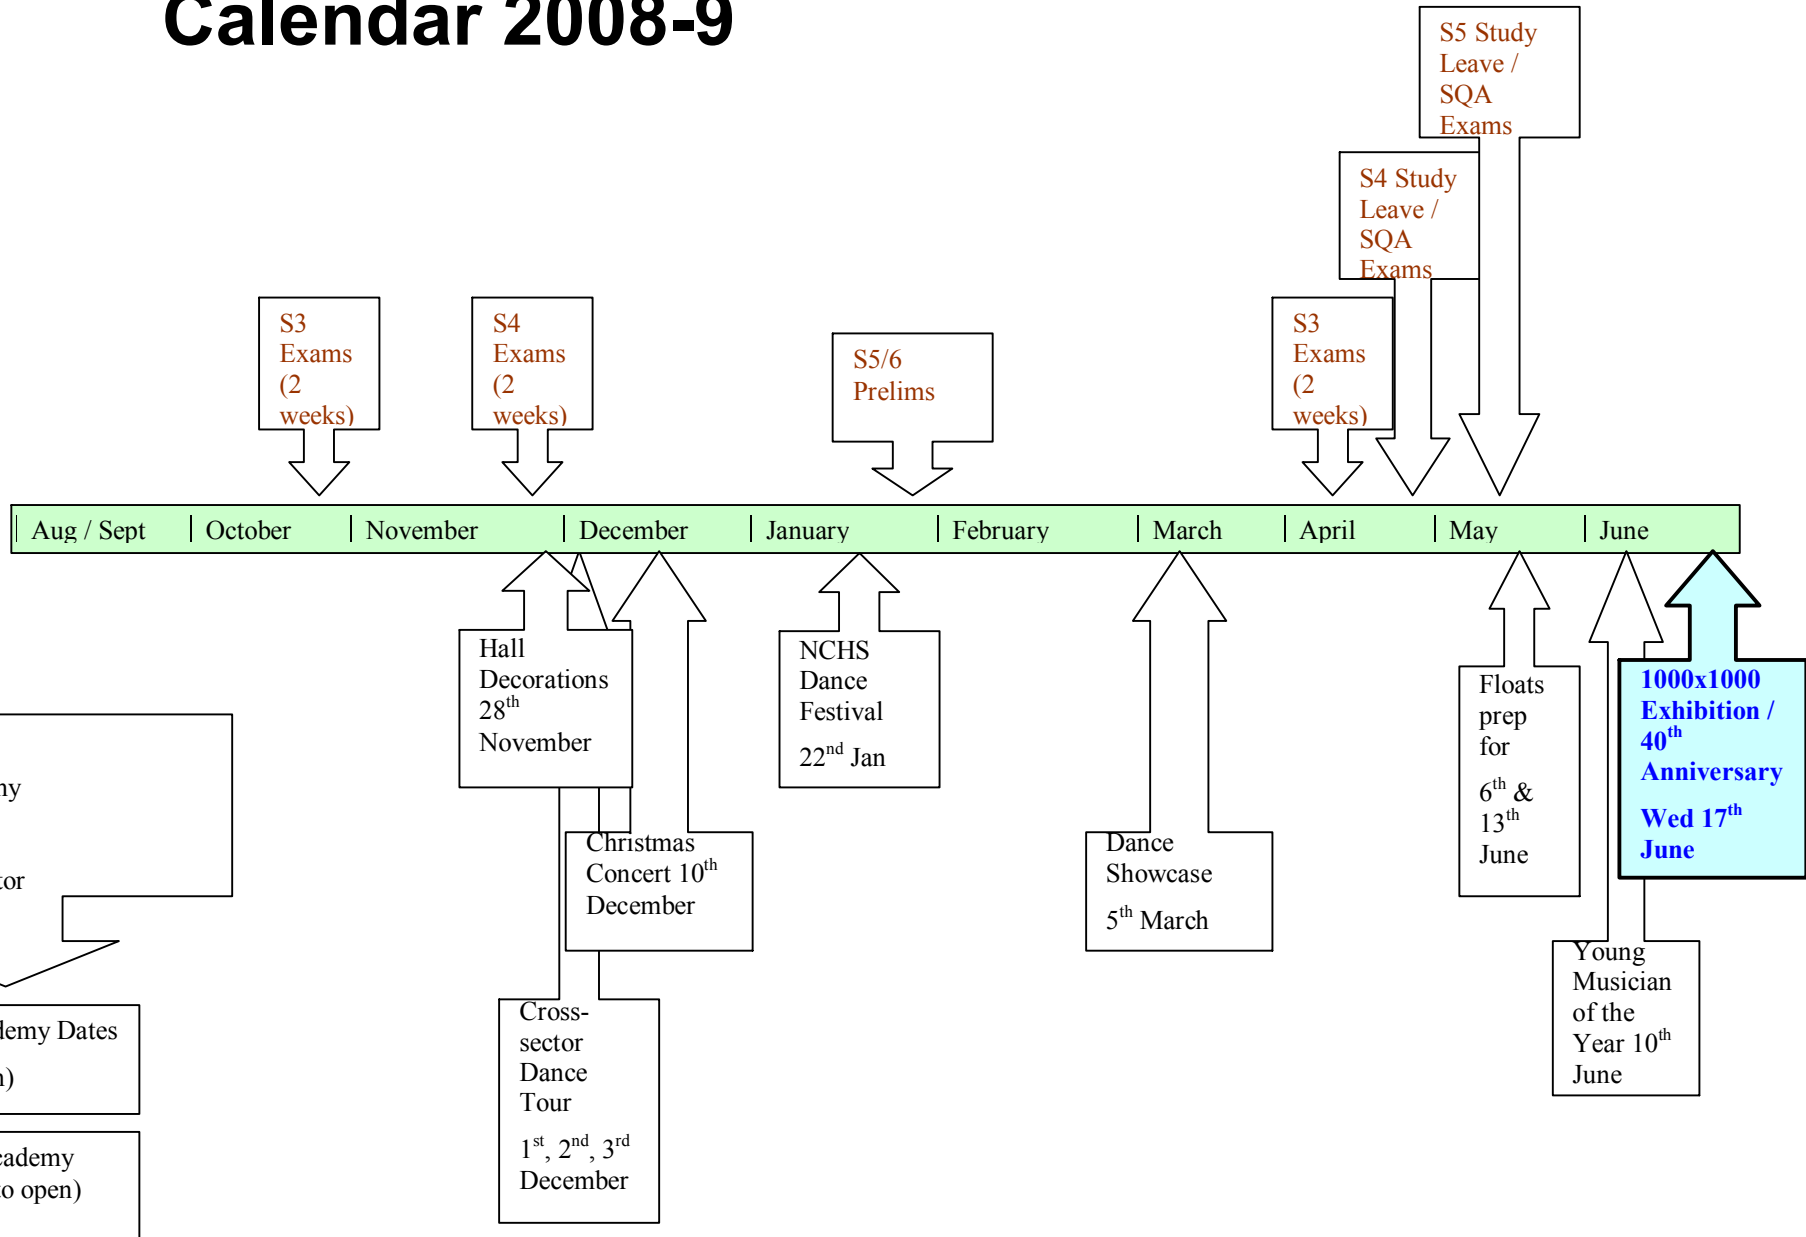 Calendar 2008-9
S5 Study
Leave /
SQA
Exams
S4 Study
Leave /
SQA
Exams
S3
Exams
(2
weeks)
S4
Exams
(2
weeks)
S5/6
Prelims
S3
Exams
(2
weeks)
Aug / Sept October November December January February March April May June
Hall
Decorations
28th
November
NCHS
Dance
Festival
22nd Jan
Floats
prep
for
6th &
13th
June
1000x1000
Exhibition /
40th
Anniversary
Wed 17th
June
Christmas
Concert 10th
December
Dance
Showcase
5th March
Young
Musician
of the
Year 10th
June
Cross-
sector
Dance
Tour
1st, 2nd, 3rd
December
Dates
to open)